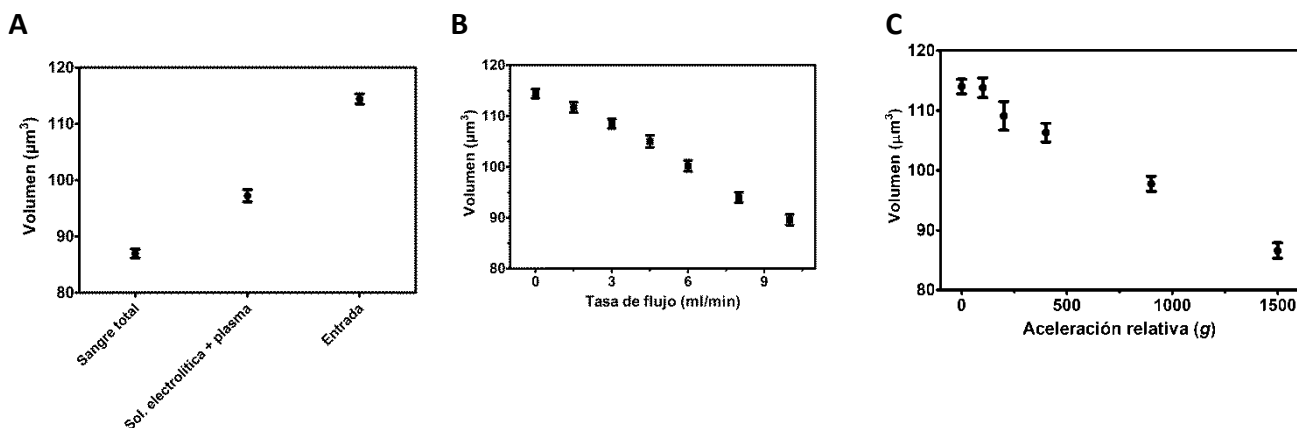 A
Volumen (µm³)
120
110
100
90
80
Sangre total
Sol. electrolítica + plasma
Entrada
B
Volumen (µm³)
120
110
100
90
80
0
3
6
9
Tasa de flujo (ml/min)
C
Volumen (µm³)
120
110
100
90
80
0
500
1000
1500
Aceleración relativa (g)